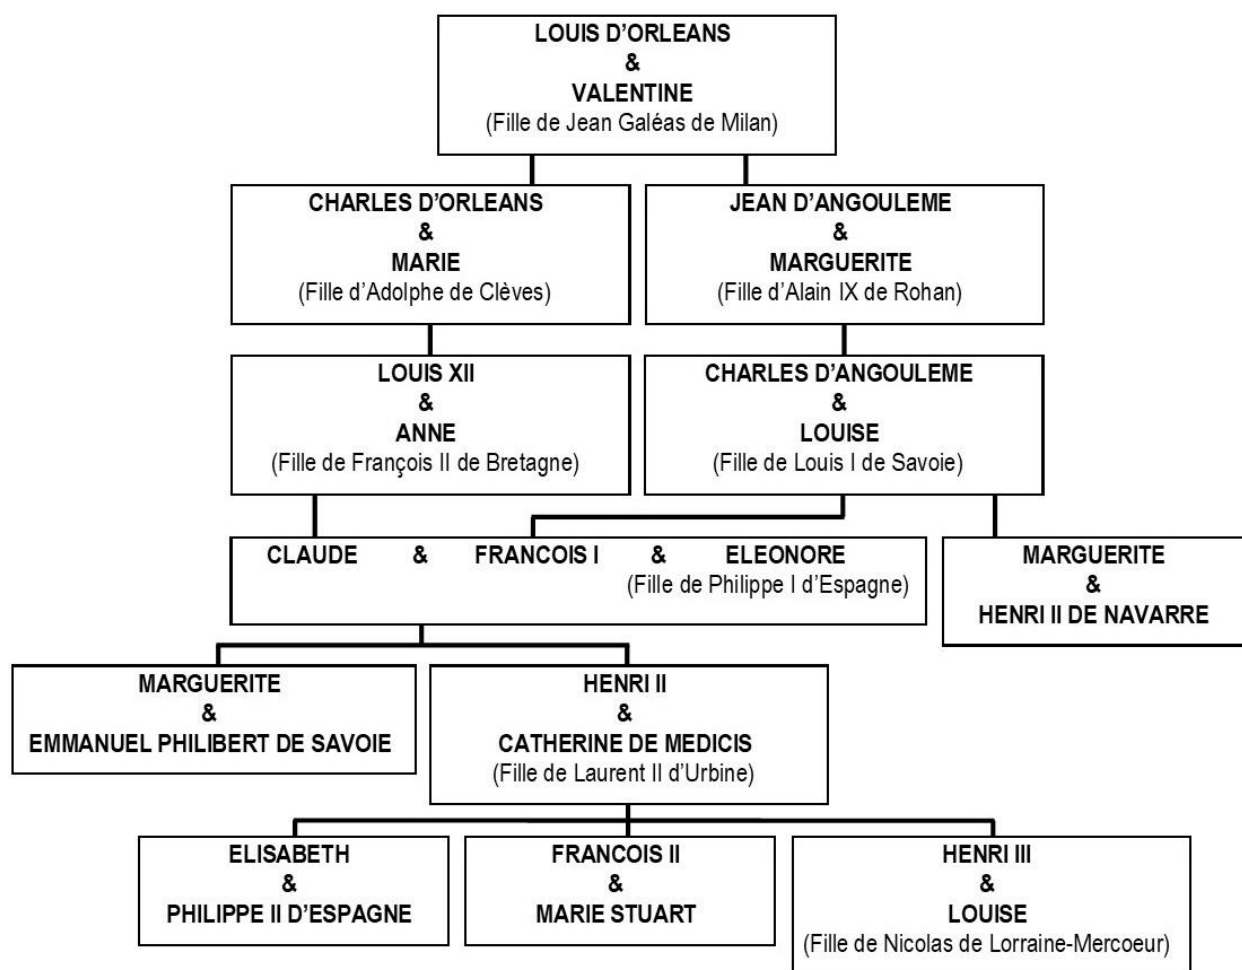 LOUIS D'ORLEANS
&
VALENTINE
(Fille de Jean Galéas de Milan)
CHARLES D'ORLEANS
&
MARIE
(Fille d'Adolphe de Clèves)
JEAN D'ANGOULEME
&
MARGUERITE
(Fille d'Alain IX de Rohan)
LOUIS XII
&
ANNE
(Fille de François II de Bretagne)
CHARLES D'ANGOULEME
&
LOUISE
(Fille de Louis I de Savoie)
CLAUDE & FRANCOIS I & ELEONORE
(Fille de Philippe I d'Espagne)
MARGUERITE
&
HENRI II DE NAVARRE
MARGUERITE
&
EMMANUEL PHILIBERT DE SAVOIE
HENRI II
&
CATHERINE DE MEDICIS
(Fille de Laurent II d'Urbine)
ELISABETH
&
PHILIPPE II D'ESPAGNE
FRANCOIS II
&
MARIE STUART
HENRI III
&
LOUISE
(Fille de Nicolas de Lorraine-Mercoeur)